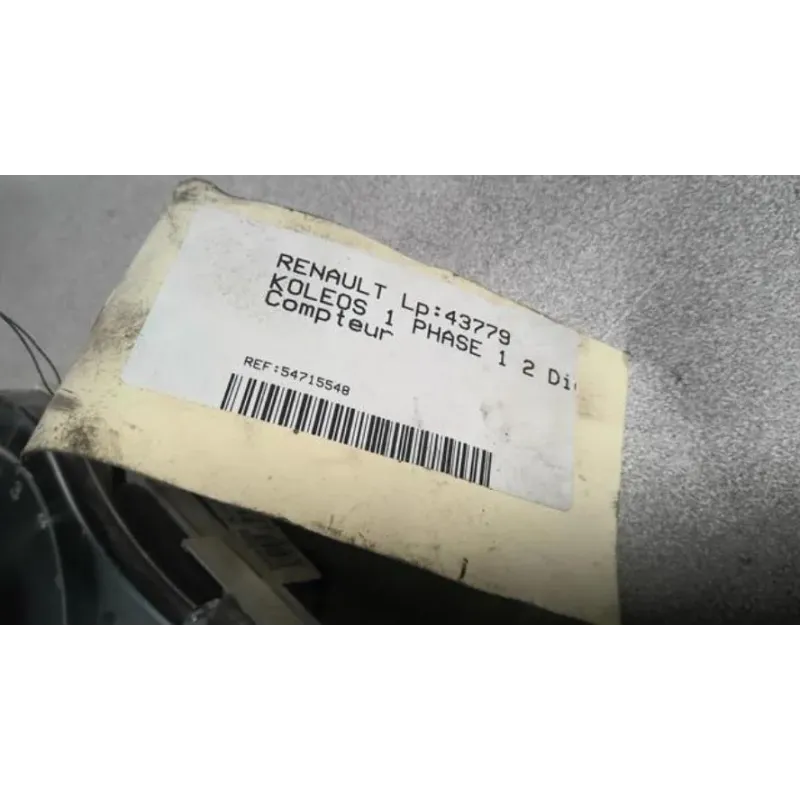 RENAULT Lp:43779
KOLEOS 1 PHASE 1 2 Di
Compteur
REF:54715548